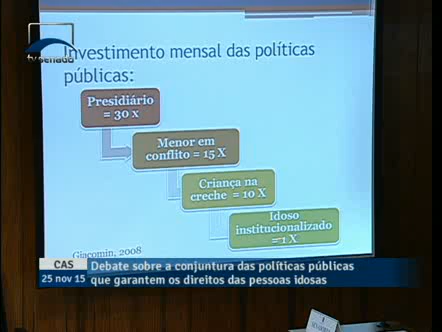 tv senado
Investimento mensal das políticas
públicas:
Presidiário
= 30 x
Menor em
conflito = 15 X
Criança na
creche = 10 X
Idoso
institucionalizado
= 1 X
Giacomin, 2008
CAS
Debate sobre a conjuntura das políticas públicas
25 nov 15
que garantem os direitos das pessoas idosas